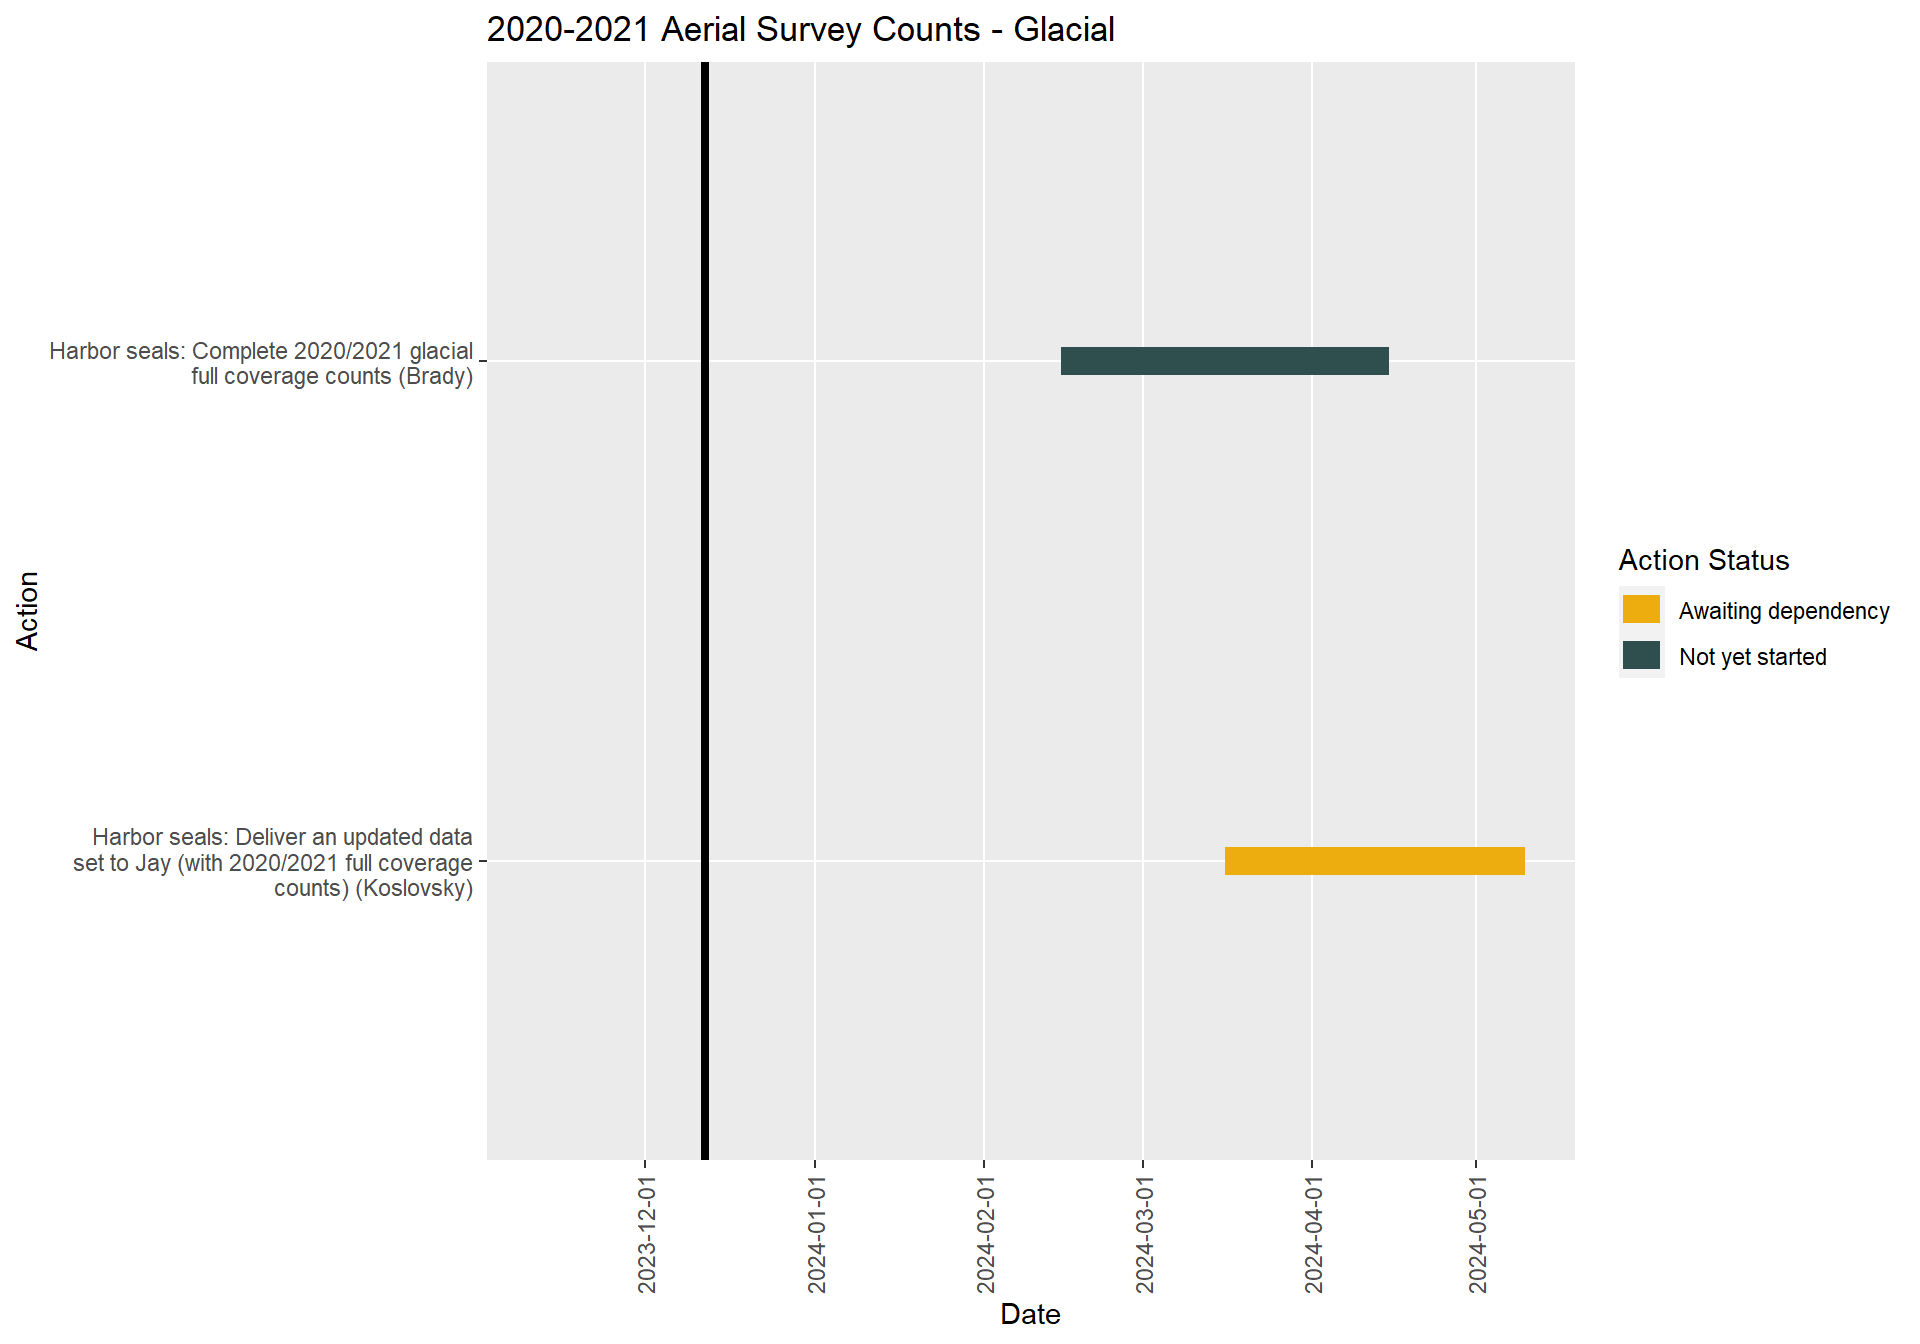 2020-2021 Aerial Survey Counts - Glacial
Action
Harbor seals: Complete 2020/2021 glacial
full coverage counts (Brady)
Harbor seals: Deliver an updated data
set to Jay (with 2020/2021 full coverage
counts) (Koslovsky)
2023-12-01
2024-01-01
2024-02-01
2024-03-01
2024-04-01
2024-05-01
Date
Action Status
Awaiting dependency
Not yet started